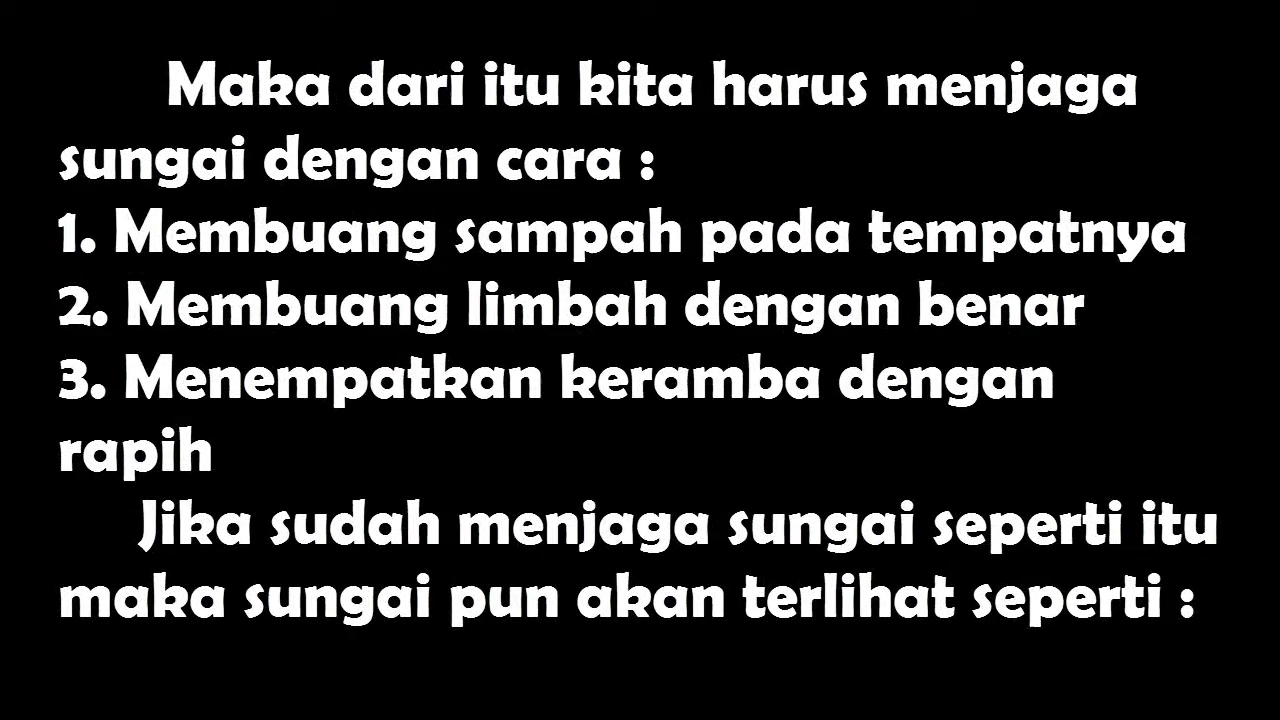 Maka dari itu kita harus menjaga
sungai dengan cara :
1. Membuang sampah pada tempatnya
2. Membuang limbah dengan benar
3. Menempatkan keramba dengan
rapih
Jika sudah menjaga sungai seperti itu
maka sungai pun akan terlihat seperti :